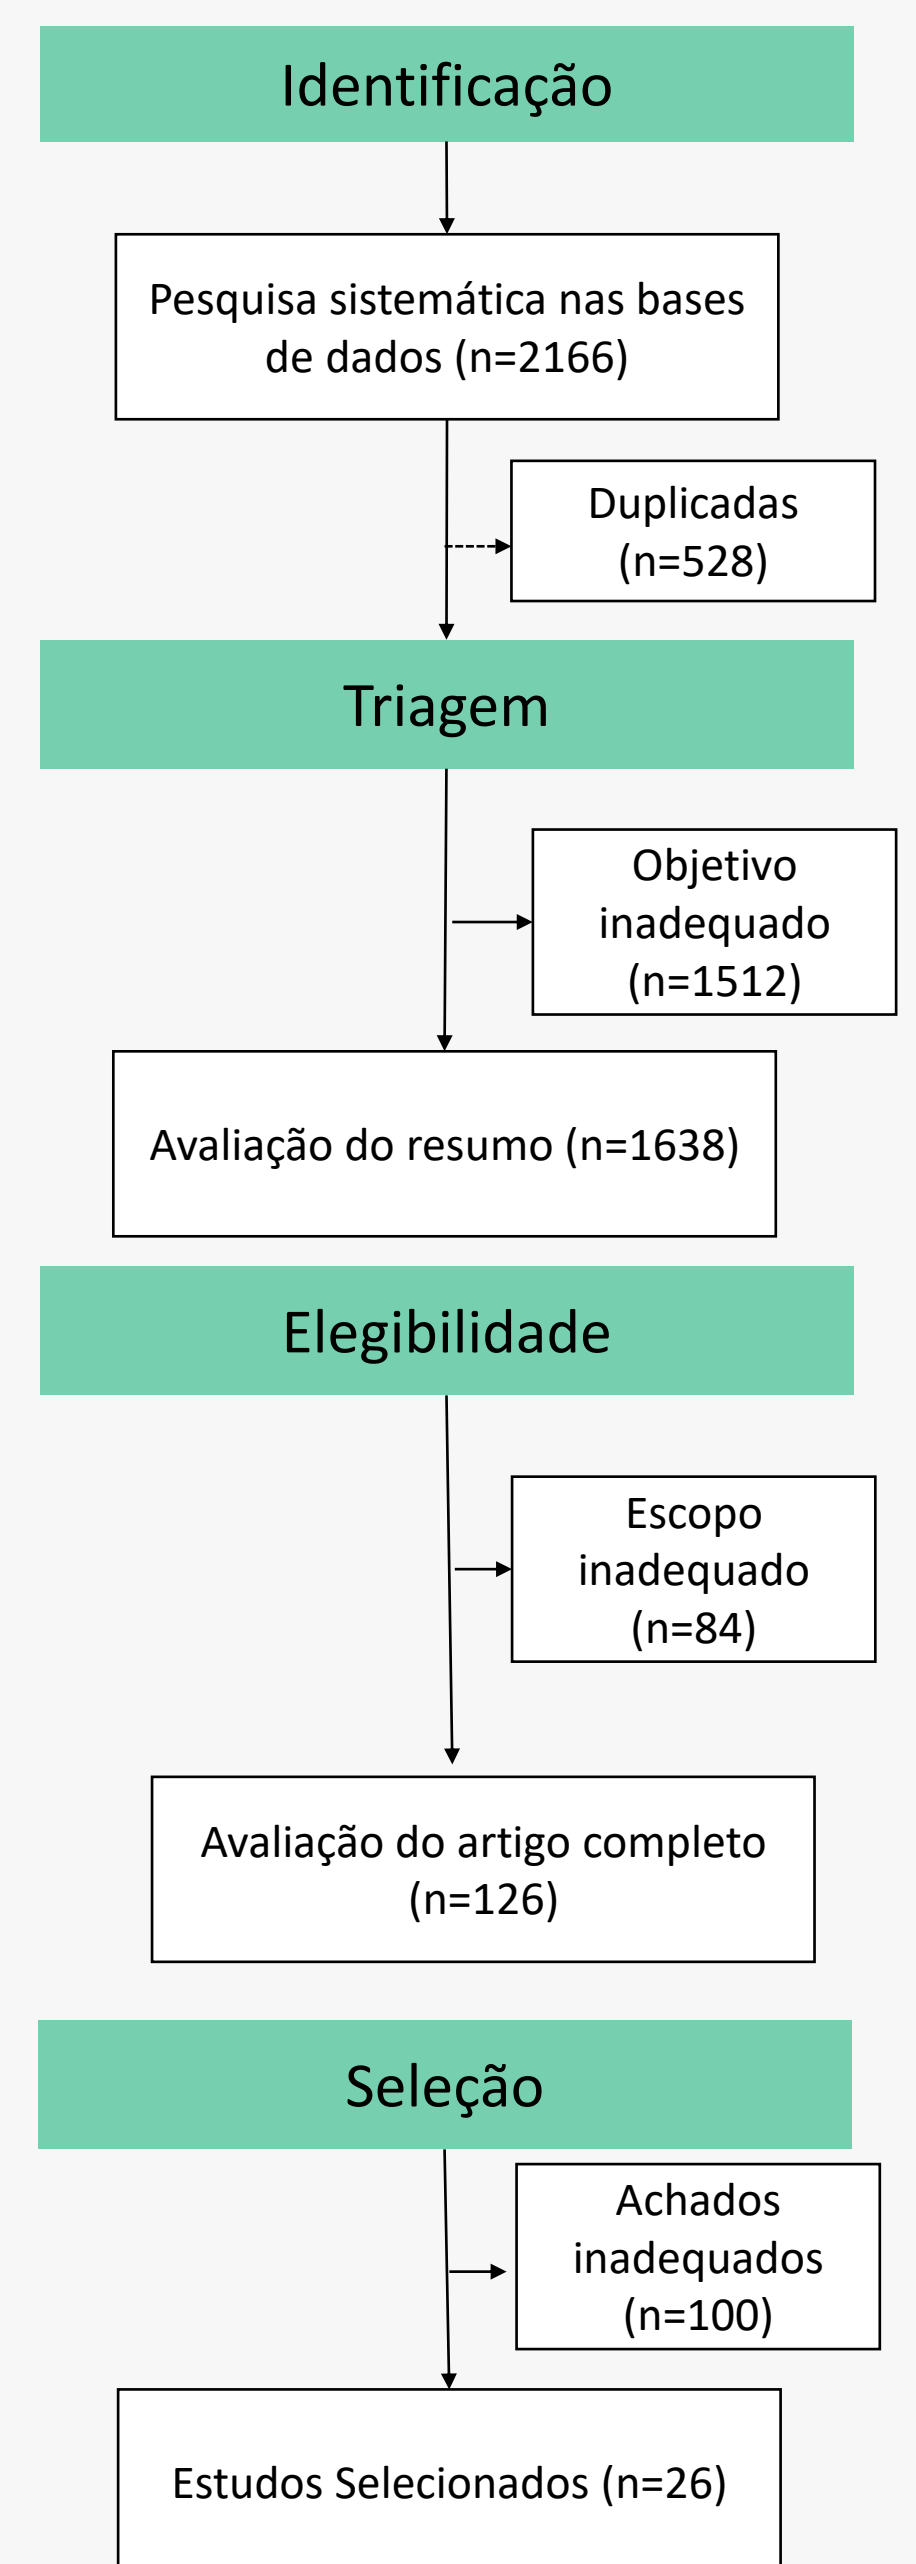 Identificação
Pesquisa sistemática nas bases
de dados (n=2166)
Duplicadas
(n=528)
Triagem
Objetivo
inadequado
(n=1512)
Avaliação do resumo (n=1638)
Elegibilidade
Escopo
inadequado
(n=84)
Avaliação do artigo completo
(n=126)
Seleção
Achados
inadequados
(n=100)
Estudos Selecionados (n=26)